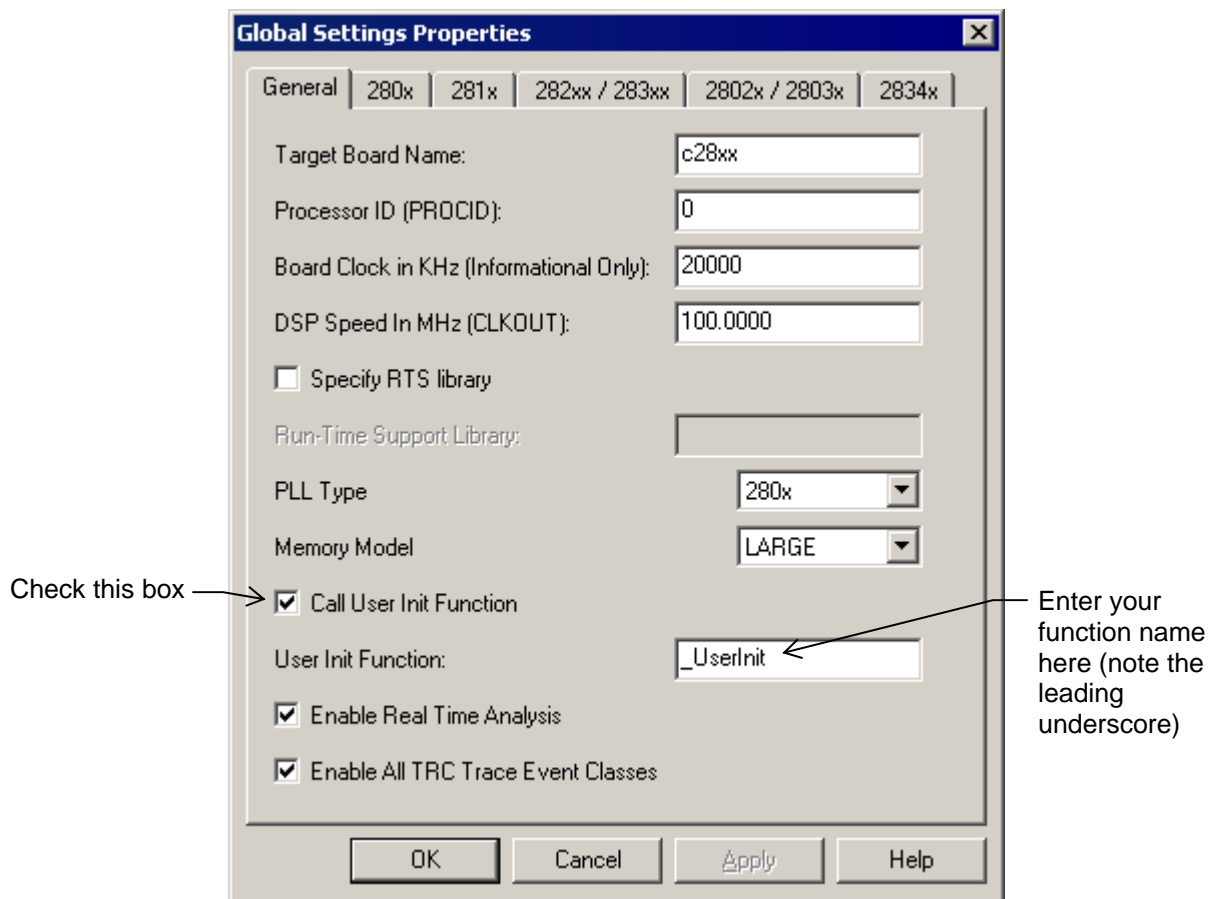 Global Settings Properties
General 280x 281x 282xx / 283xx 2802x / 2803x 2834x
Target Board Name: c28xx
Processor ID (PROCID): 0
Board Clock in KHz (Informational Only): 20000
DSP Speed In MHz (CLKOUT): 100.0000
Specify RTS library
Run-Time Support Library:
PLL Type 280x
Memory Model LARGE
Check this box
Call User Init Function
User Init Function: _UserInit
Enter your
function name
here (note the
leading
underscore)
Enable Real Time Analysis
Enable All TRC Trace Event Classes
OK Cancel Apply Help